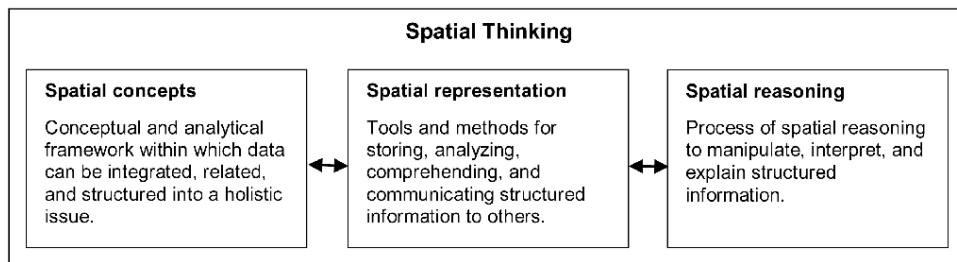 Spatial Thinking
Spatial concepts
Conceptual and analytical
framework within which data
can be integrated, related,
and structured into a holistic
issue.
Spatial representation
Tools and methods for
storing, analyzing,
comprehending, and
communicating structured
information to others.
Spatial reasoning
Process of spatial reasoning
to manipulate, interpret, and
explain structured
information.